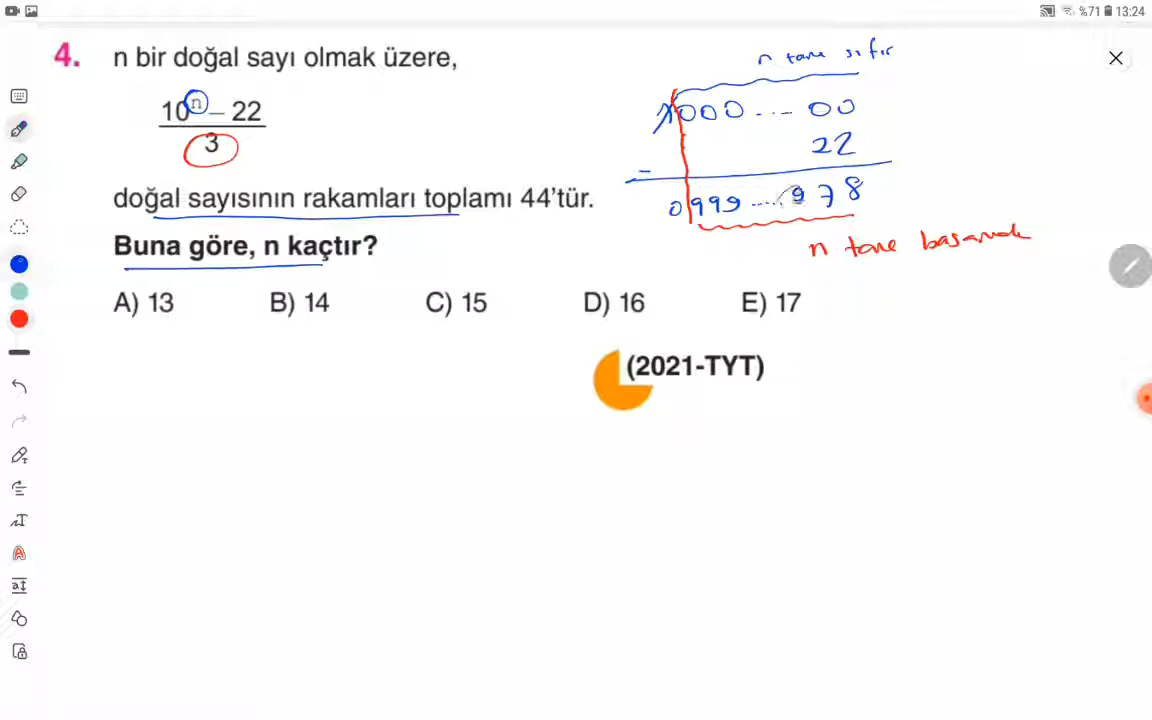 %71 13:24
4. n bir doğal sayı olmak üzere,
10ⁿ – 22
3
doğal sayısının rakamları toplamı 44'tür.
Buna göre, n kaçtır?
A) 13 B) 14 C) 15 D) 16 E) 17
(2021-TYT)
n tane sıfır
1000....00
22
-
0999....978
n tane basamak